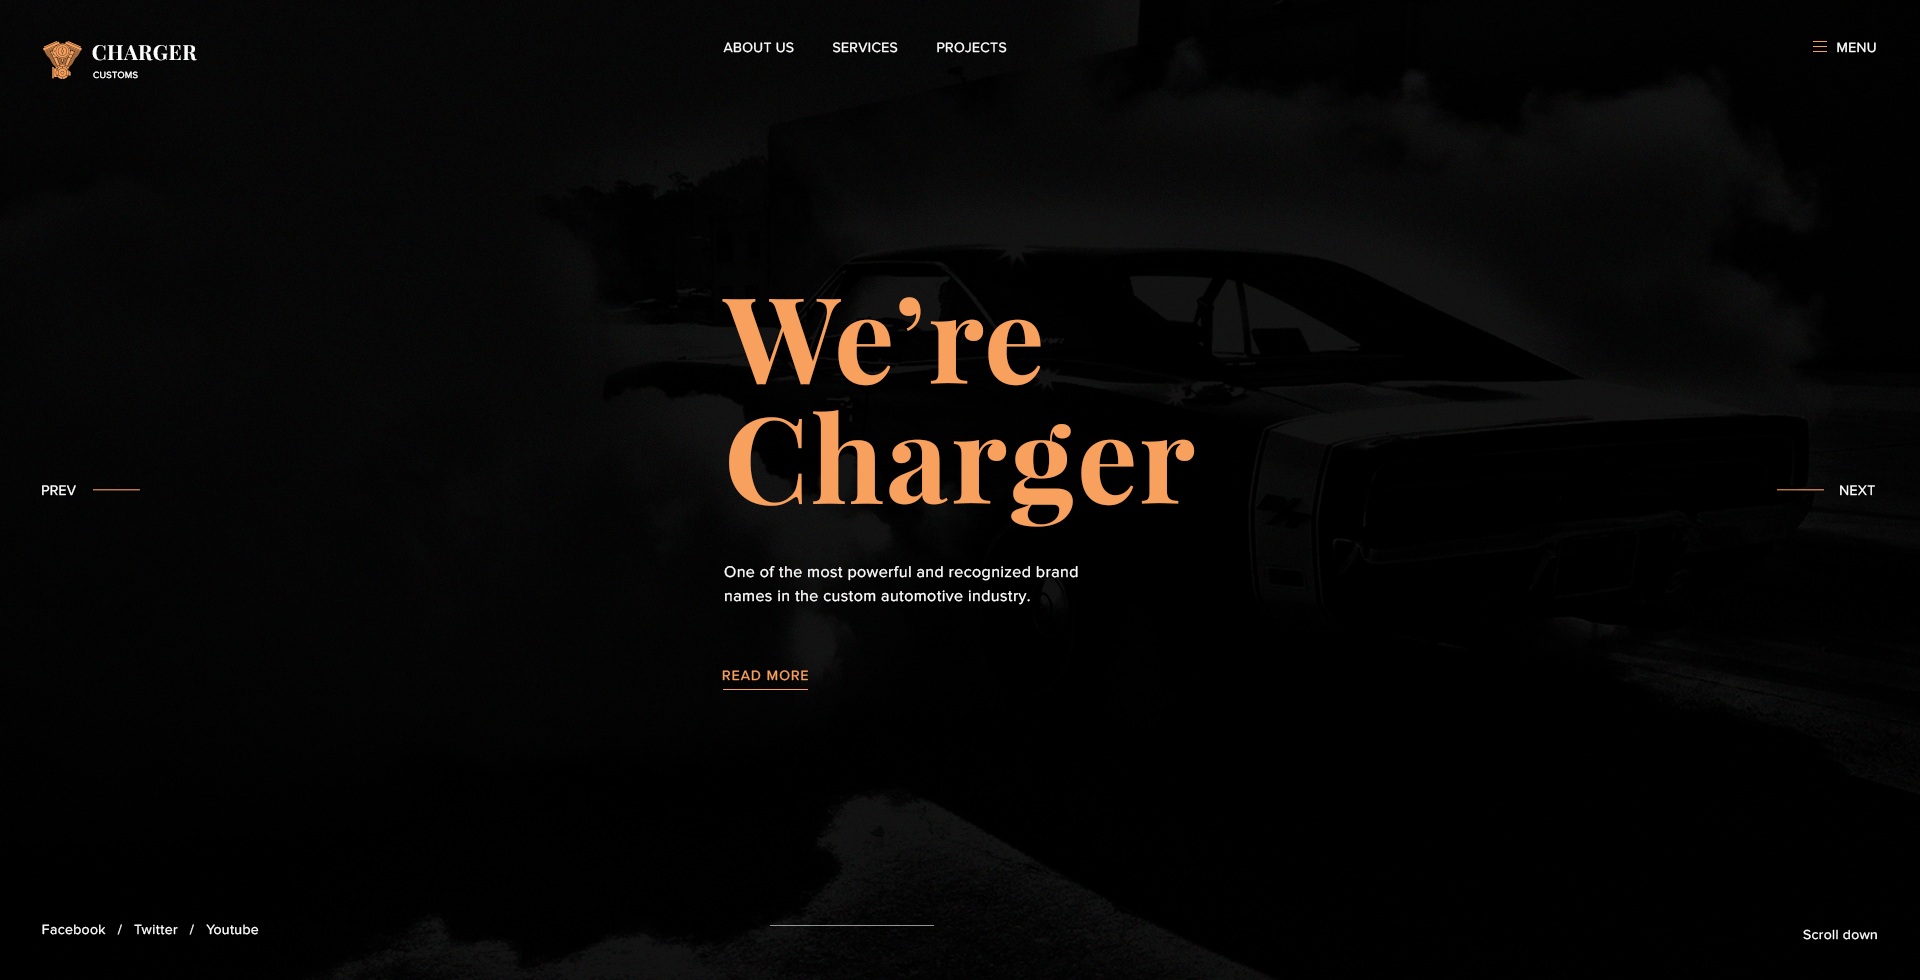 CHARGER
CUSTOMS
ABOUT US
SERVICES
PROJECTS
MENU
We’re
Charger
PREV
NEXT
One of the most powerful and recognized brand
names in the custom automotive industry.
READ MORE
Facebook / Twitter / Youtube
Scroll down